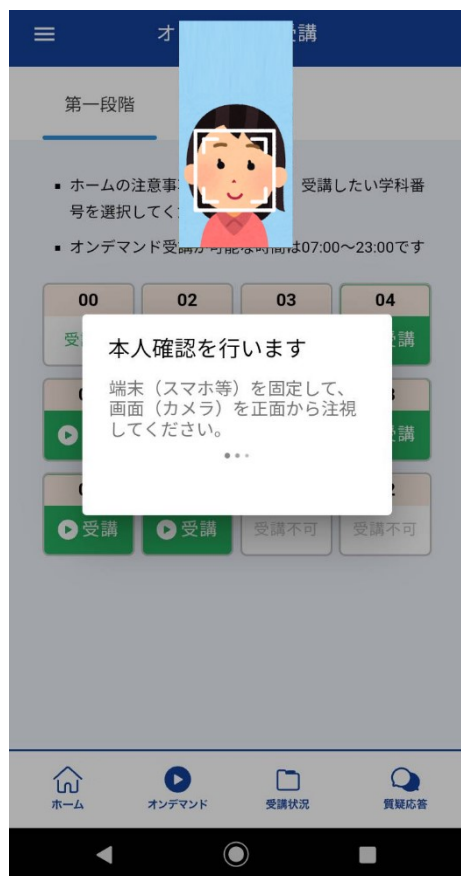 オ
講
第一段階
ホームの注意事
受講したい学科番
号を選択してく
オンデマンド受講が可能な時間は07:00～23:00です
00 02 03 04
受
講
本人確認を行います
端末（スマホ等）を固定して、
画面（カメラ）を正面から注視
してください。
講
受講 受講 受講不可 受講不可
ホーム オンデマンド 受講状況 質疑応答